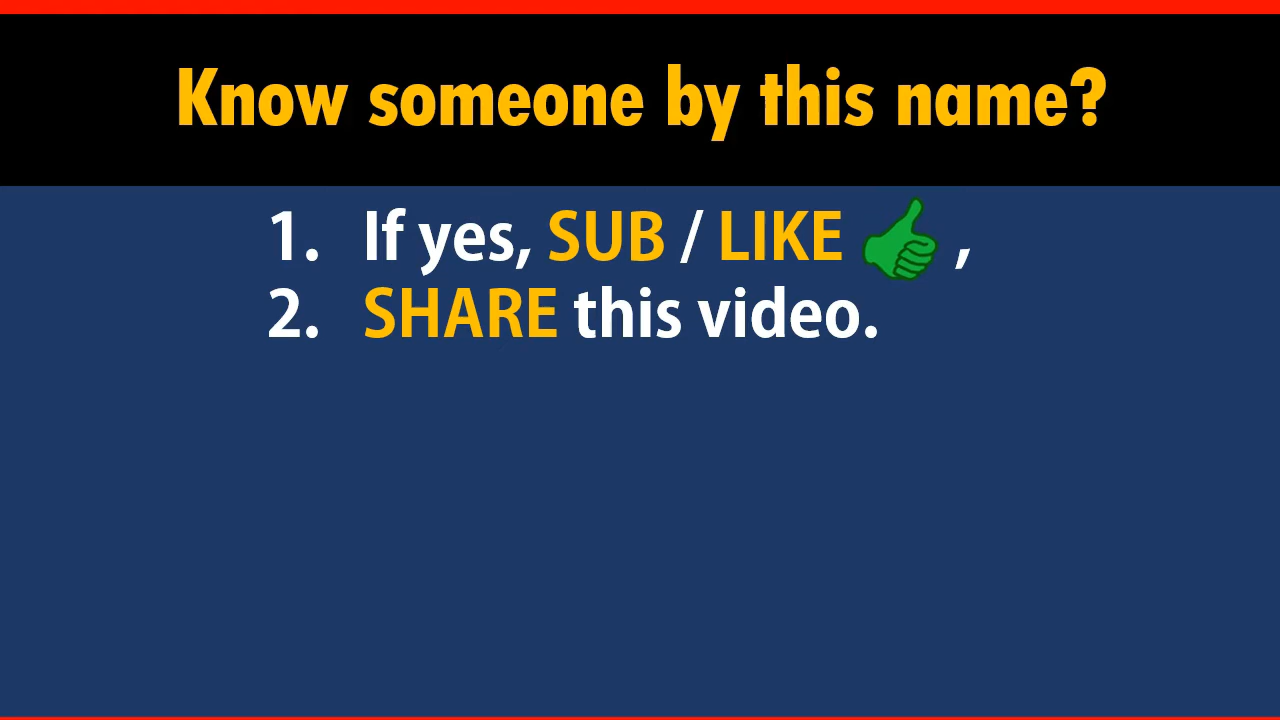 Know someone by this name?
1. If yes, SUB / LIKE ,
2. SHARE this video.